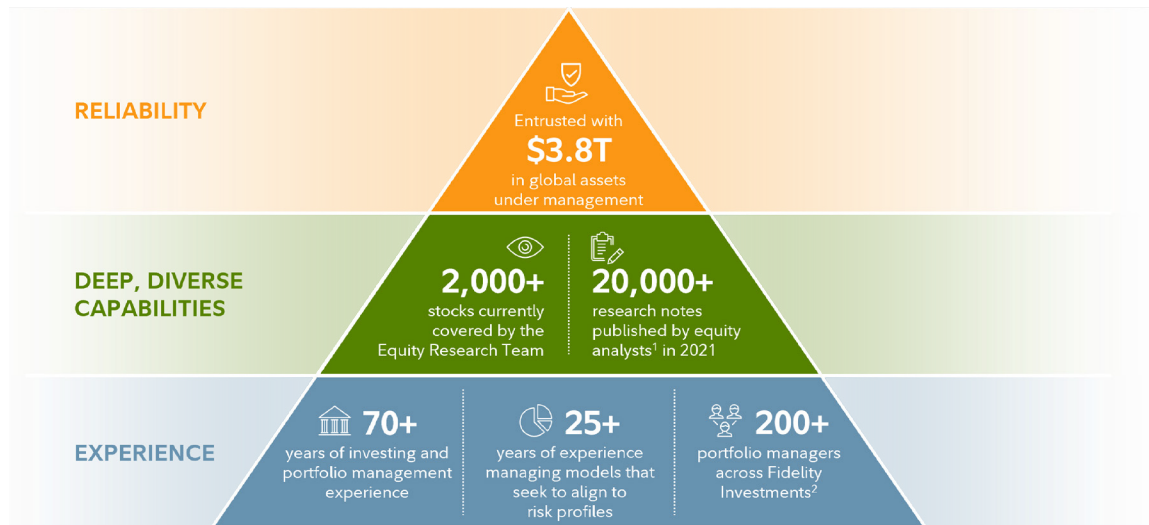 RELIABILITY
Entrusted with
$3.8T
in global assets
under management
DEEP, DIVERSE
CAPABILITIES
2,000+
stocks currently
covered by the
Equity Research Team
20,000+
research notes
published by equity
analysts¹ in 2021
EXPERIENCE
70+
years of investing and
portfolio management
experience
25+
years of experience
managing models that
seek to align to
risk profiles
200+
portfolio managers
across Fidelity
Investments²